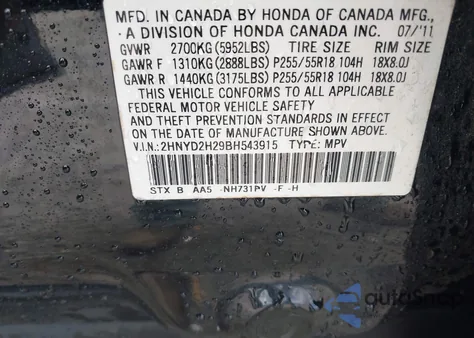 MFD. IN CANADA BY HONDA OF CANADA MFG.,
· A DIVISION OF HONDA CANADA INC. 07/'11
GVWR 2700KG(5952LBS) TIRE SIZE RIM SIZE
GAWR F 1310KG(2888LBS) P255/55R18 104H 18X8.0J
GAWR R 1440KG(3175LBS) P255/55R18 104H 18X8.0J
THIS VEHICLE CONFORMS TO ALL APPLICABLE
FEDERAL MOTOR VEHICLE SAFETY
AND THEFT PREVENTION STANDARDS IN EFFECT
ON THE DATE OF MANUFACTURE SHOWN ABOVE.
V.I.N.:2HNYD2H29BH543915 TYPE: MPV
STX B AA5 -NH731PV -F -H
autoSnap